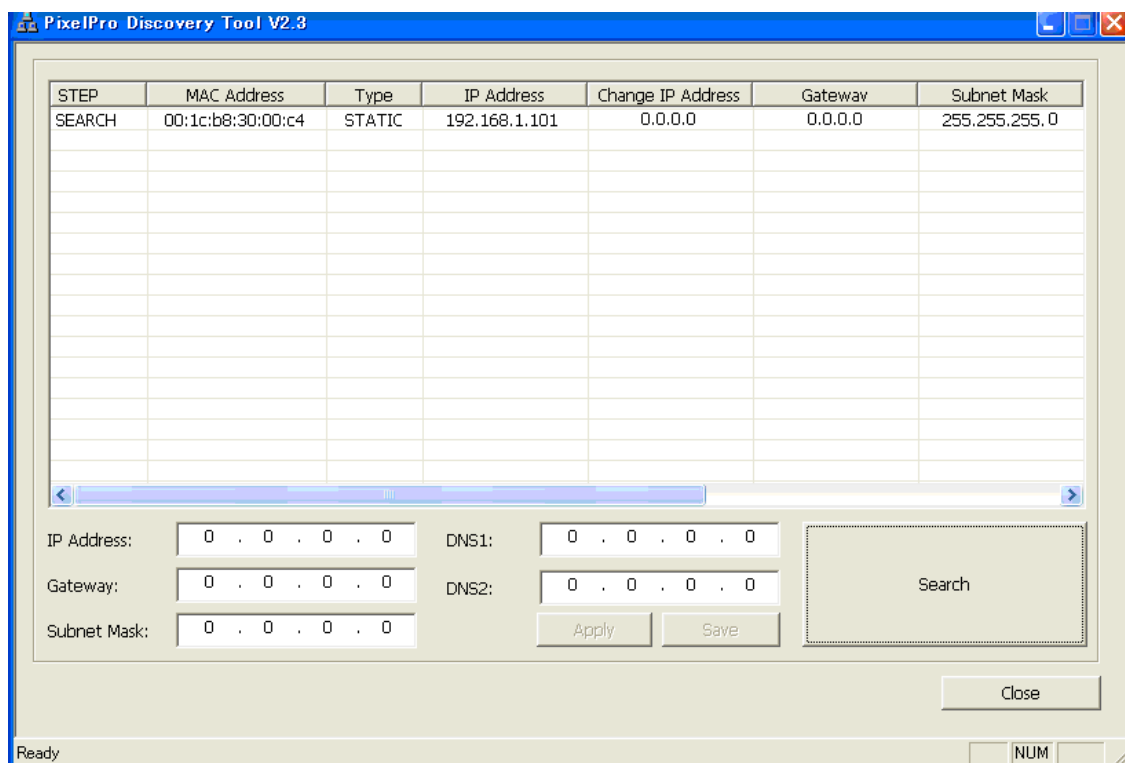 PixelPro Discovery Tool V2.3
STEP MAC Address Type IP Address Change IP Address Gateway Subnet Mask
SEARCH 00:1c:b8:30:00:c4 STATIC 192.168.1.101 0.0.0.0 0.0.0.0 255.255.255.0
IP Address: 0 . 0 . 0 . 0 DNS1: 0 . 0 . 0 . 0
Gateway: 0 . 0 . 0 . 0 DNS2: 0 . 0 . 0 . 0
Search
Subnet Mask: 0 . 0 . 0 . 0 Apply Save
Close
Ready NUM